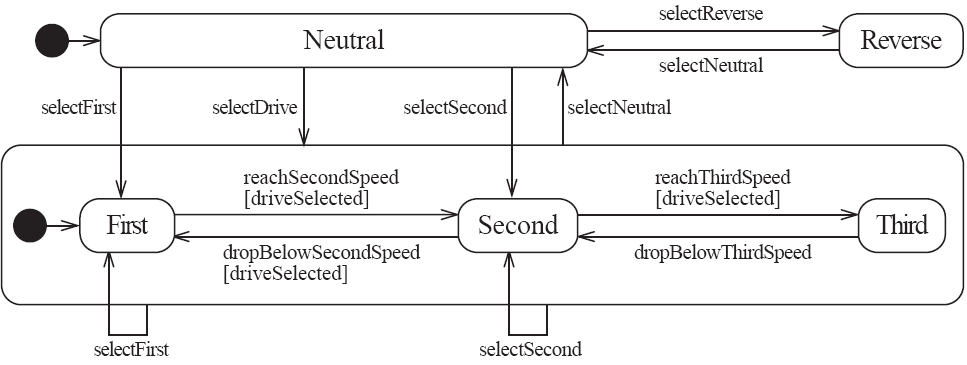 selectReverse
Neutral
Reverse
selectNeutral
selectFirst
selectDrive
selectSecond
selectNeutral
reachSecondSpeed
[driveSelected]
reachThirdSpeed
[driveSelected]
First
Second
Third
dropBelowSecondSpeed
[driveSelected]
dropBelowThirdSpeed
selectFirst
selectSecond